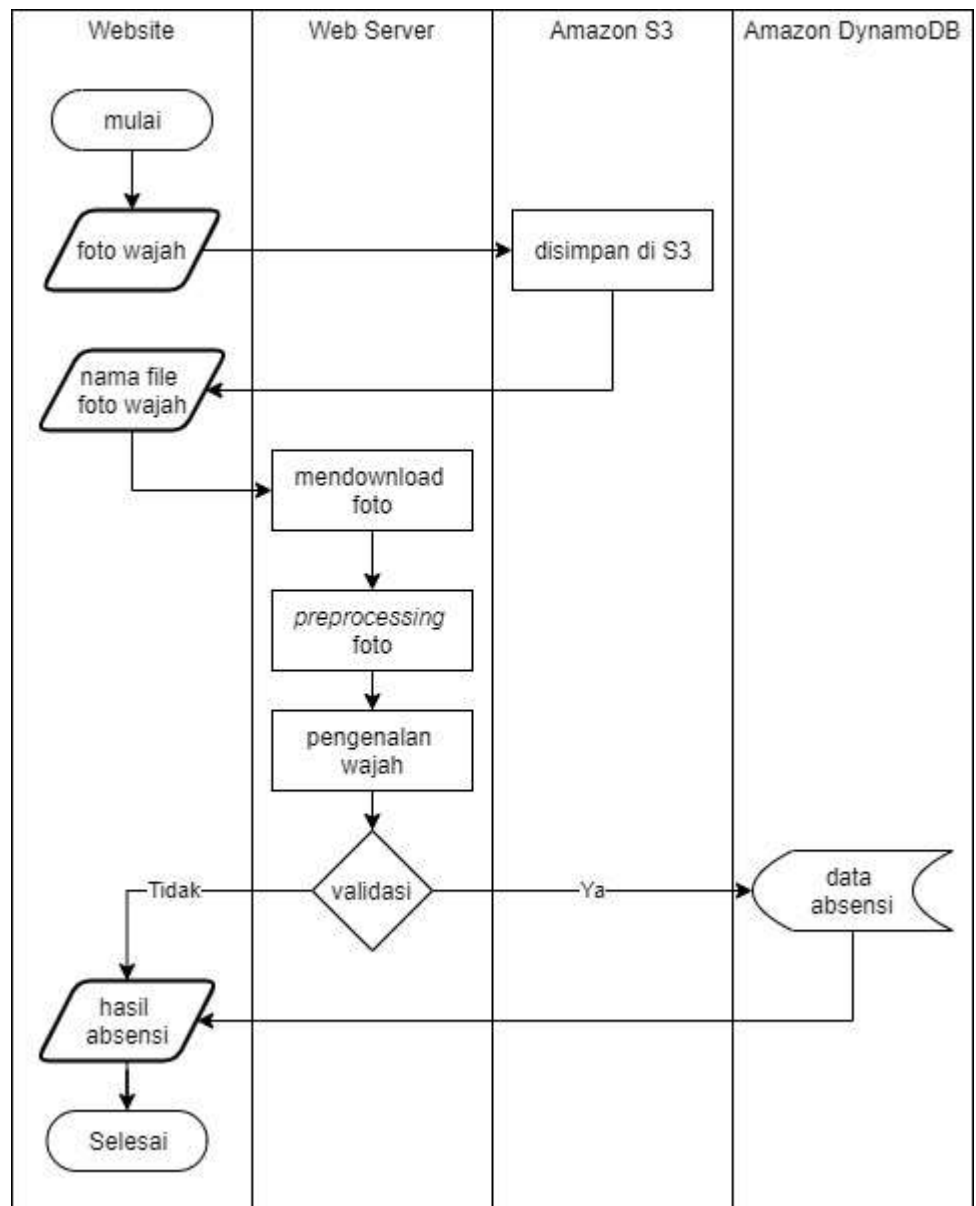 Website
Web Server
Amazon S3
Amazon DynamoDB
mulai
foto wajah
disimpan di S3
nama file
foto wajah
mendownload
foto
preprocessing
foto
pengenalan
wajah
Tidak
validasi
Ya
data
absensi
hasil
absensi
Selesai